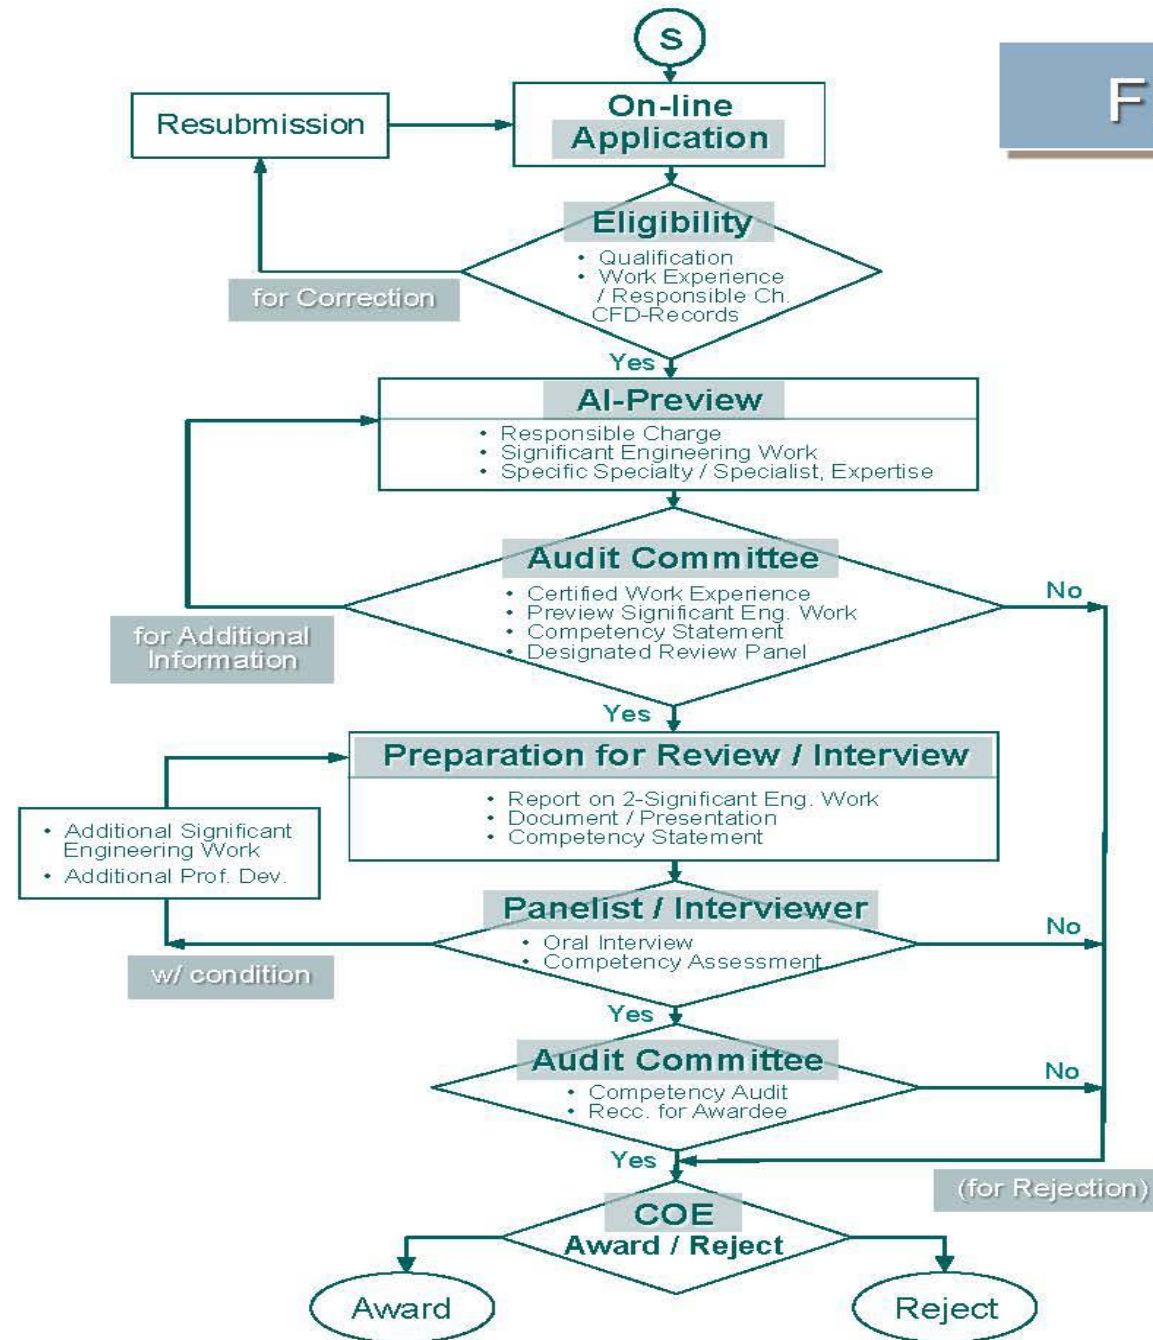 S
F
On-line
Application
Resubmission
Eligibility
• Qualification
• Work Experience
/ Responsible Ch.
CFD-Records
for Correction
Yes
AI-Preview
• Responsible Charge
• Significant Engineering Work
• Specific Specialty / Specialist, Expertise
Audit Committee
• Certified Work Experience
• Preview Significant Eng. Work
• Competency Statement
• Designated Review Panel
No
for Additional
Information
Yes
Preparation for Review / Interview
• Report on 2-Significant Eng. Work
• Document / Presentation
• Competency Statement
• Additional Significant
Engineering Work
• Additional Prof. Dev.
Panelist / Interviewer
• Oral Interview
• Competency Assessment
No
w/ condition
Yes
Audit Committee
• Competency Audit
• Recc. for Awardee
No
Yes
(for Rejection)
COE
Award / Reject
Award
Reject